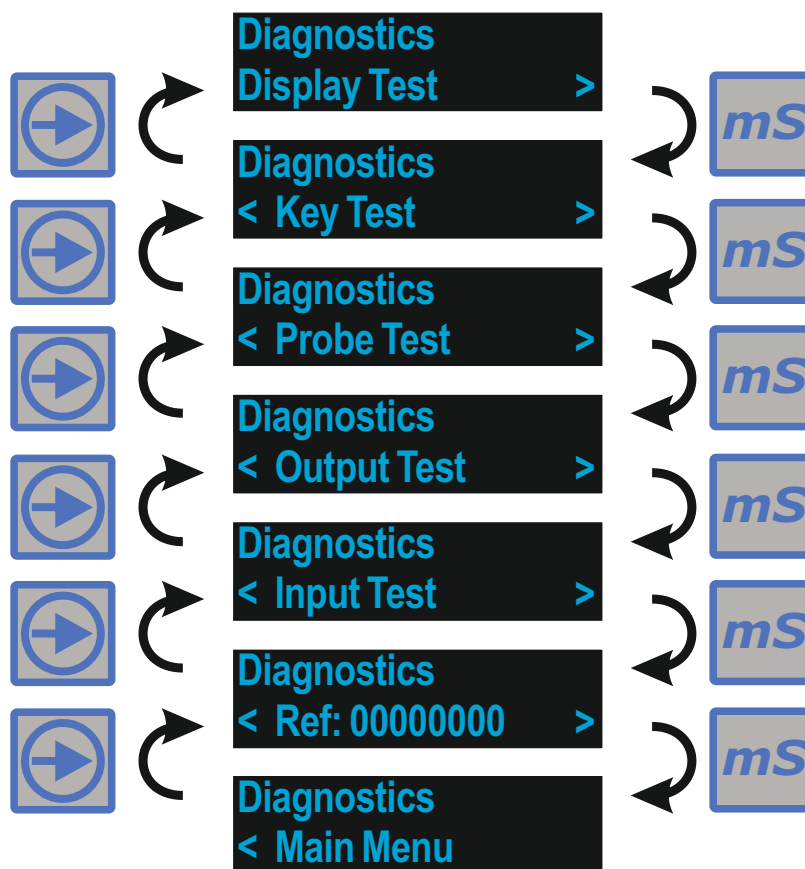 Diagnostics
Display Test >
mS
Diagnostics
< Key Test >
mS
Diagnostics
< Probe Test >
mS
Diagnostics
< Output Test >
mS
Diagnostics
< Input Test >
mS
Diagnostics
< Ref: 00000000 >
mS
Diagnostics
< Main Menu